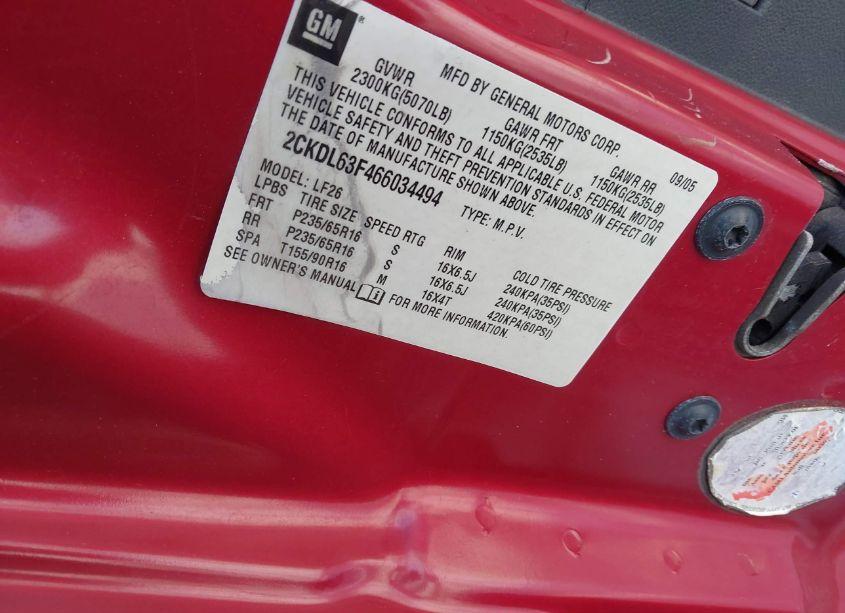 GM
MFD BY GENERAL MOTORS CORP. 09/05
GVWR GAWR FRT GAWR RR
2300KG(5070LB) 1150KG(2535LB) 1150KG(2535LB)
THIS VEHICLE CONFORMS TO ALL APPLICABLE U.S. FEDERAL MOTOR
VEHICLE SAFETY AND THEFT PREVENTION STANDARDS IN EFFECT ON
THE DATE OF MANUFACTURE SHOWN ABOVE.
2CKDL63F466034494 TYPE: M.P.V.
MODEL: LF26
LPBS TIRE SIZE SPEED RTG RIM COLD TIRE PRESSURE
FRT P235/65R16 S 16X6.5J 240KPA(35PSI)
RR P235/65R16 S 16X6.5J 240KPA(35PSI)
SPA T155/90R16 M 16X4T 420KPA(60PSI)
SEE OWNER'S MANUAL FOR MORE INFORMATION.